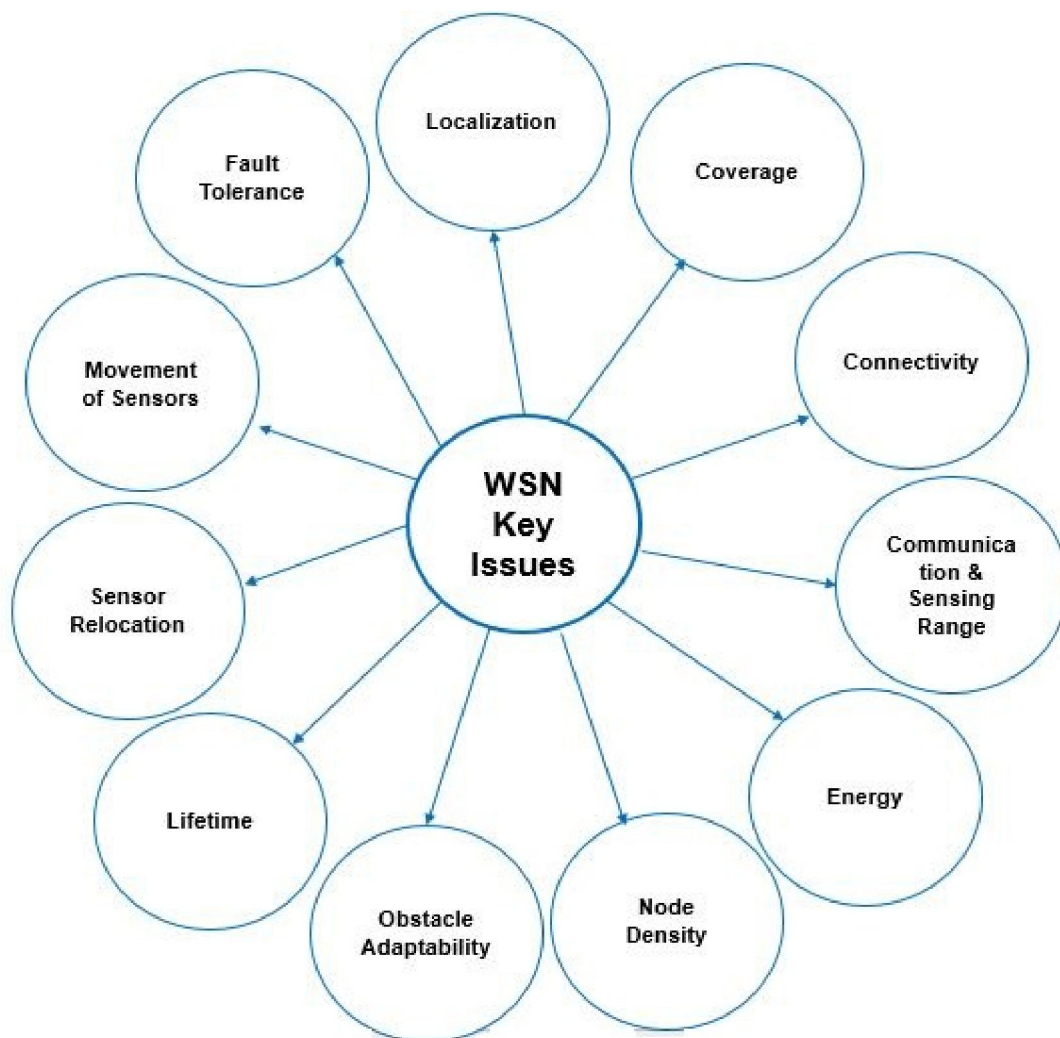 Localization
Fault
Tolerance
Coverage
Movement
of Sensors
Connectivity
WSN
Key
Issues
Communica
tion &
Sensing
Range
Sensor
Relocation
Energy
Lifetime
Node
Density
Obstacle
Adaptability